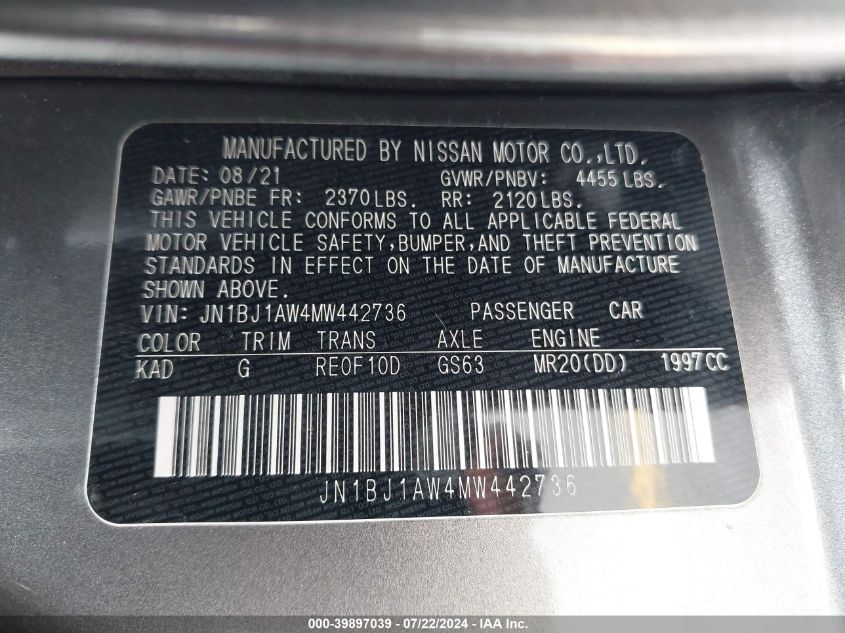 MANUFACTURED BY NISSAN MOTOR CO.,LTD.
DATE: 08/21 GVWR/PNBV: 4455LBS.
GAWR/PNBE FR: 2370LBS. RR: 2120LBS.
THIS VEHICLE CONFORMS TO ALL APPLICABLE FEDERAL
MOTOR VEHICLE SAFETY,BUMPER,AND THEFT PREVENTION
STANDARDS IN EFFECT ON THE DATE OF MANUFACTURE
SHOWN ABOVE.
VIN: JN1BJ1AW4MW442736 PASSENGER CAR
COLOR TRIM TRANS AXLE ENGINE
KAD G RE0F10D GS63 MR20(DD) 1997CC
JN1BJ1AW4MW442736
000-39897039 - 07/22/2024 - IAA Inc.